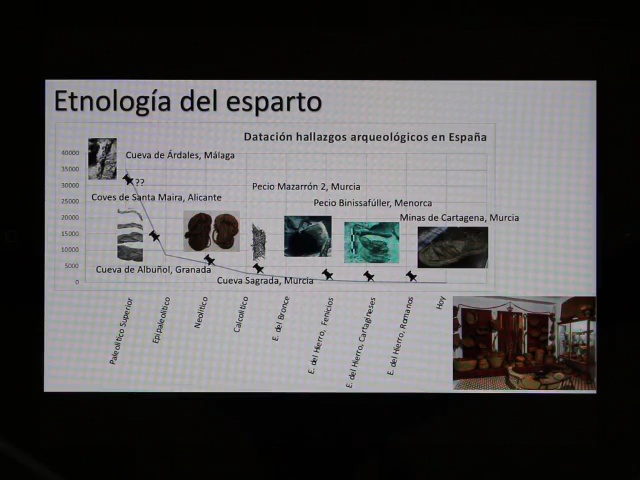 Etnología del esparto
Datación hallazgos arqueológicos en España
40000
35000
30000
25000
20000
15000
10000
5000
0
Cueva de Árdales, Málaga
??
Coves de Santa Maira, Alicante
Pecio Mazarrón 2, Murcia
Pecio Binissafúller, Menorca
Minas de Cartagena, Murcia
Cueva de Albuñol, Granada
Cueva Sagrada, Murcia
Paleolítico Superior
Epipaleolítico
Neolítico
Calcolítico
E. del Bronce
E. del Hierro, Fenicios
E. del Hierro, Cartagineses
E. del Hierro, Romanos
Hoy